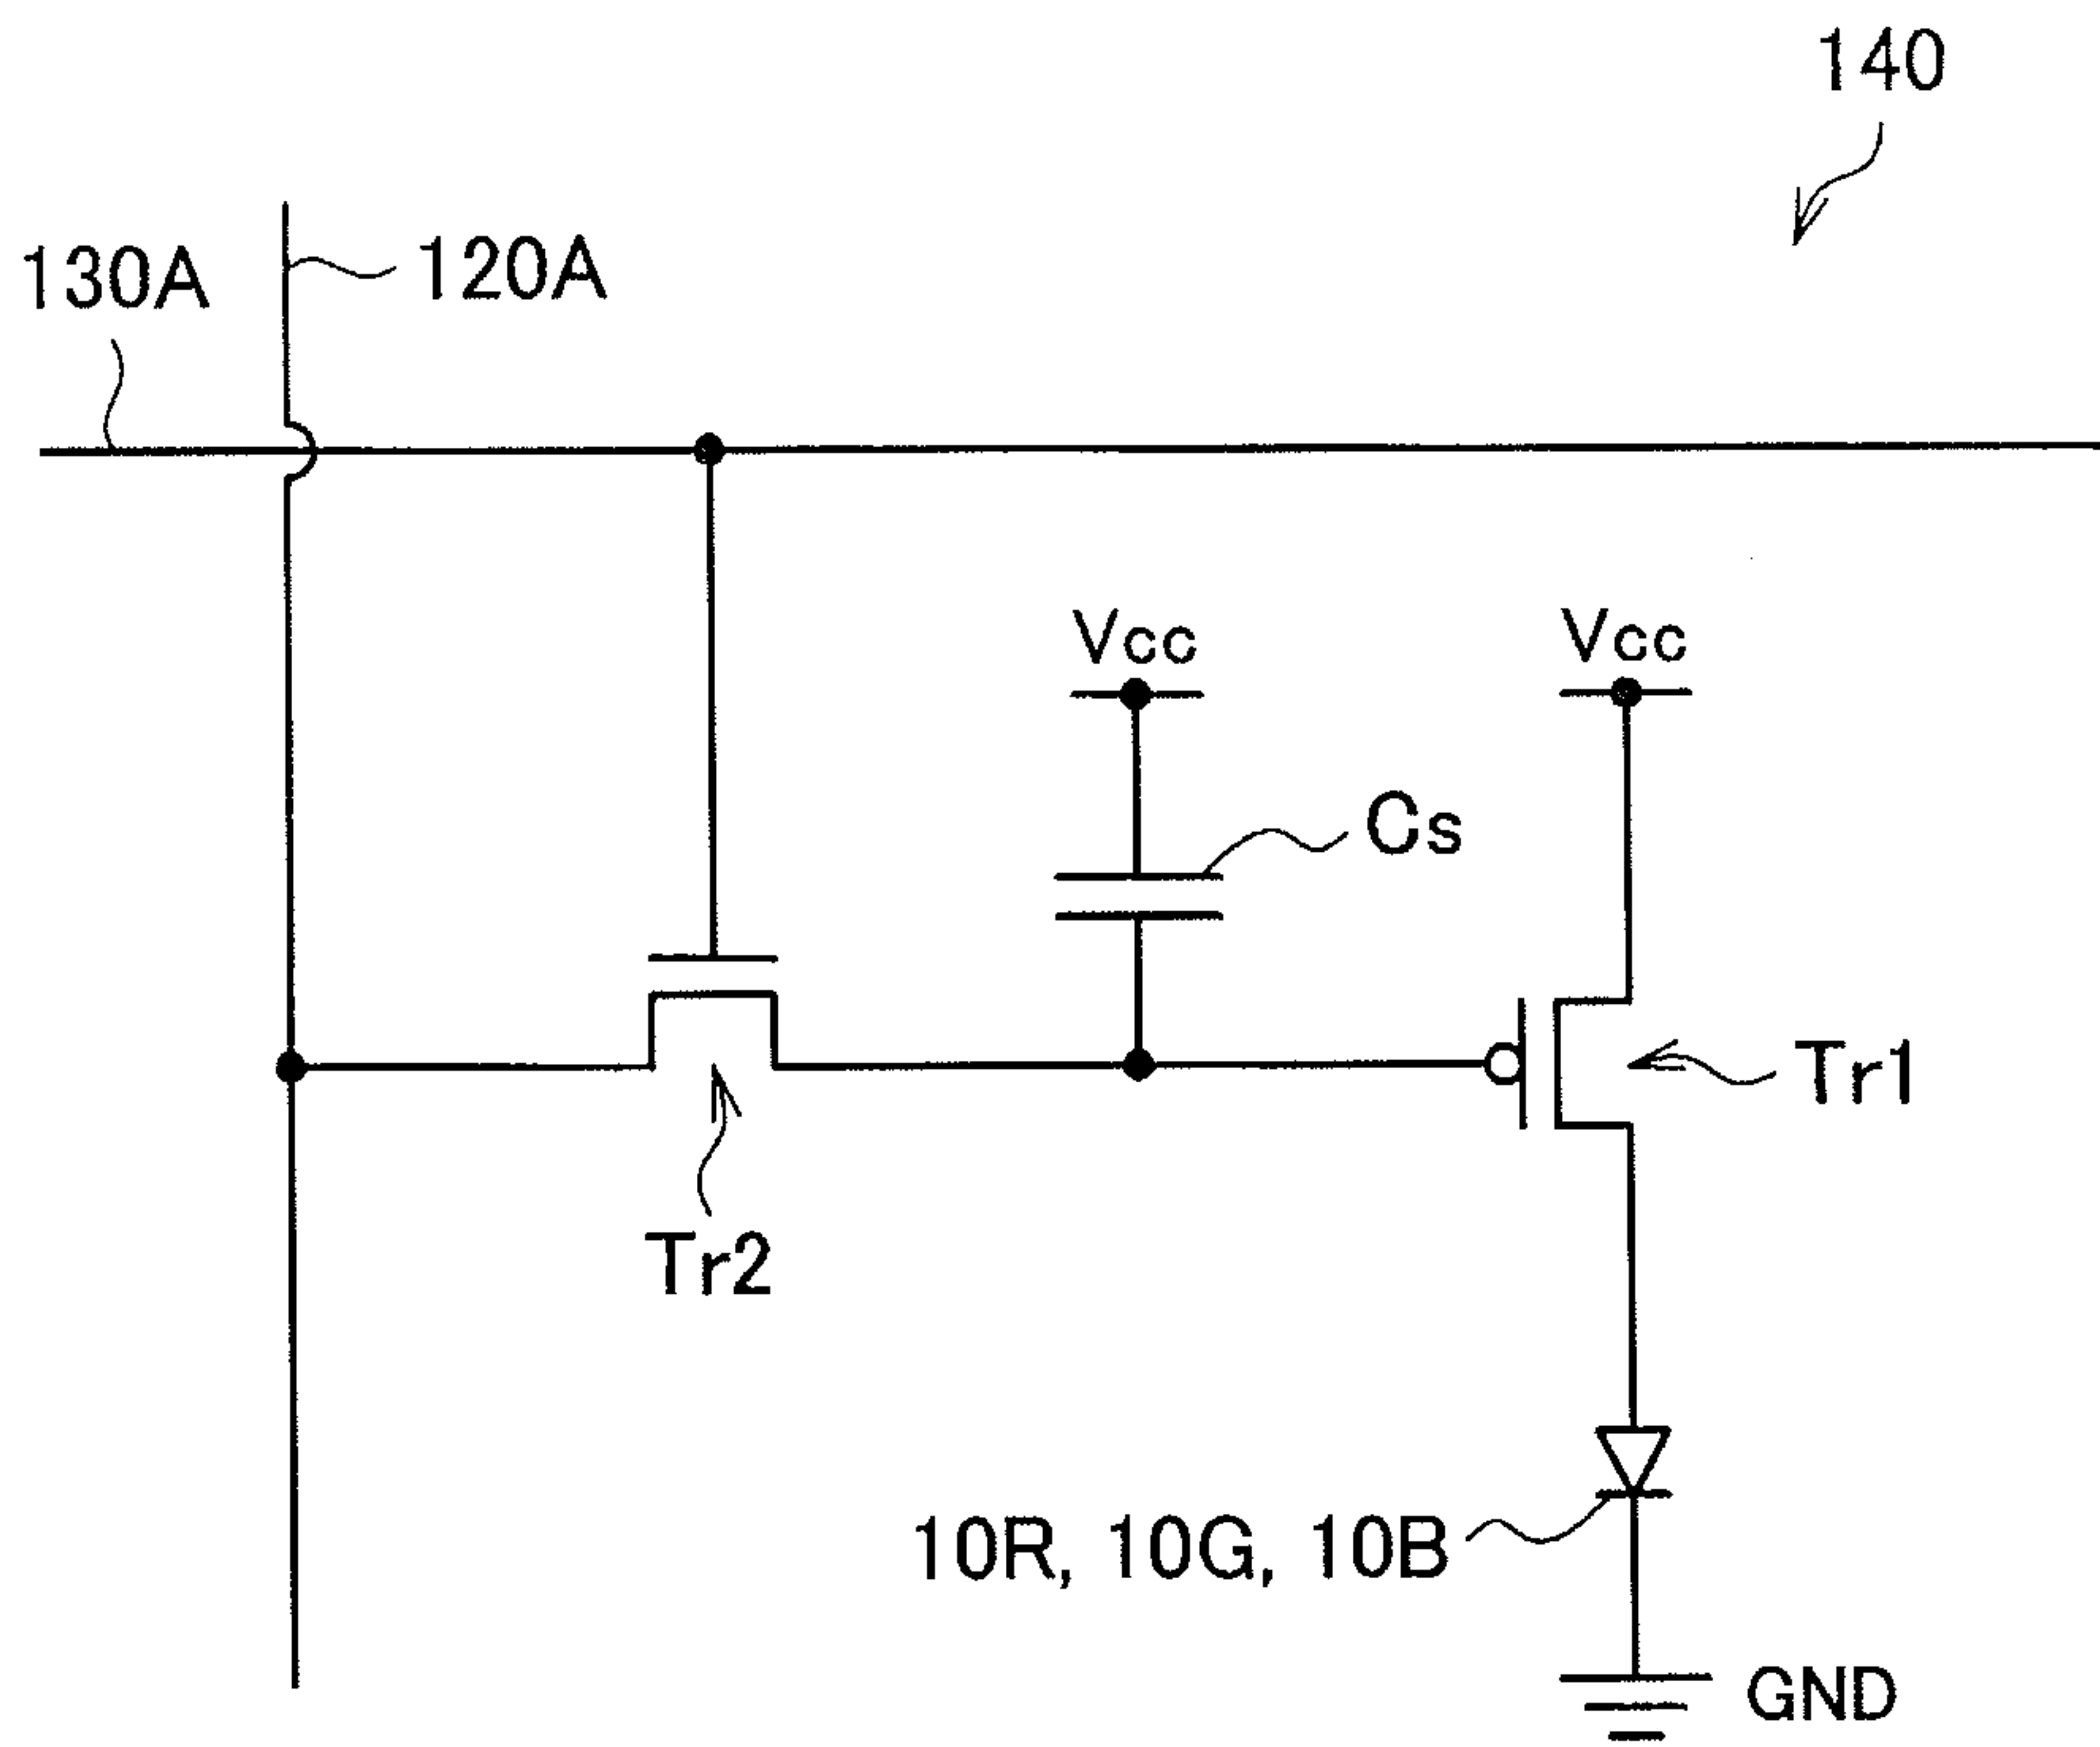 140
130A
120A
Vcc
Vcc
Cs
Tr1
Tr2
10R, 10G, 10B
GND